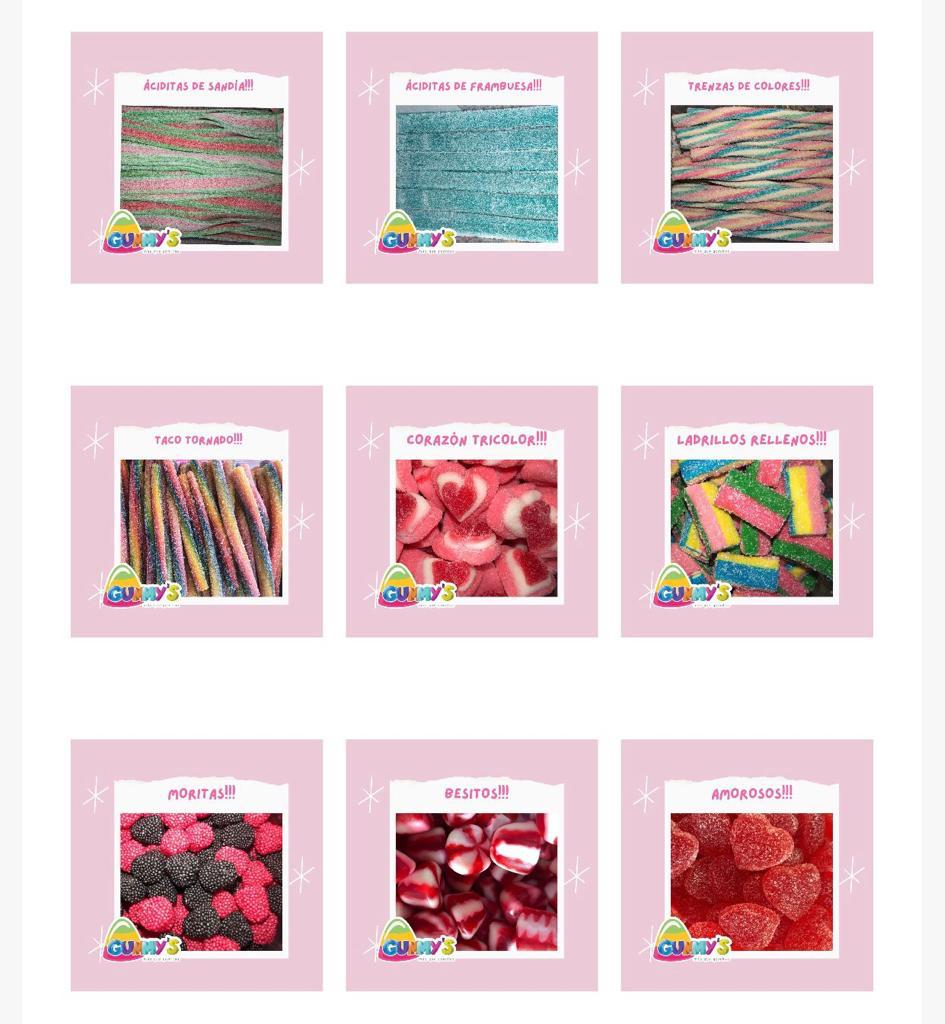 ÁCIDITAS DE SANDÍA!!!
ÁCIDITAS DE FRAMBUESA!!!
TRENZAS DE COLORES!!!
GUMMY'S
GUMMY'S
GUMMY'S
TACO TORNADO!!!
CORAZÓN TRICOLOR!!!
LADRILLOS RELLENOS!!!
GUMMY'S
GUMMY'S
GUMMY'S
MORITAS!!!
BESITOS!!!
AMOROSOS!!!
GUMMY'S
GUMMY'S
GUMMY'S